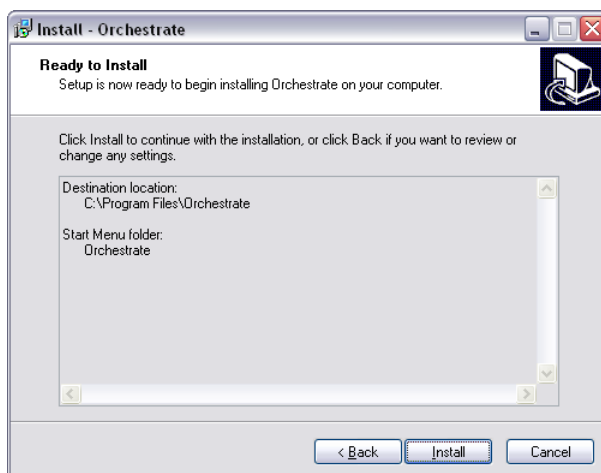 Install - Orchestrate
Ready to Install
Setup is now ready to begin installing Orchestrate on your computer.
Click Install to continue with the installation, or click Back if you want to review or
change any settings.
Destination location:
C:\Program Files\Orchestrate
Start Menu folder:
Orchestrate
< Back
Install
Cancel